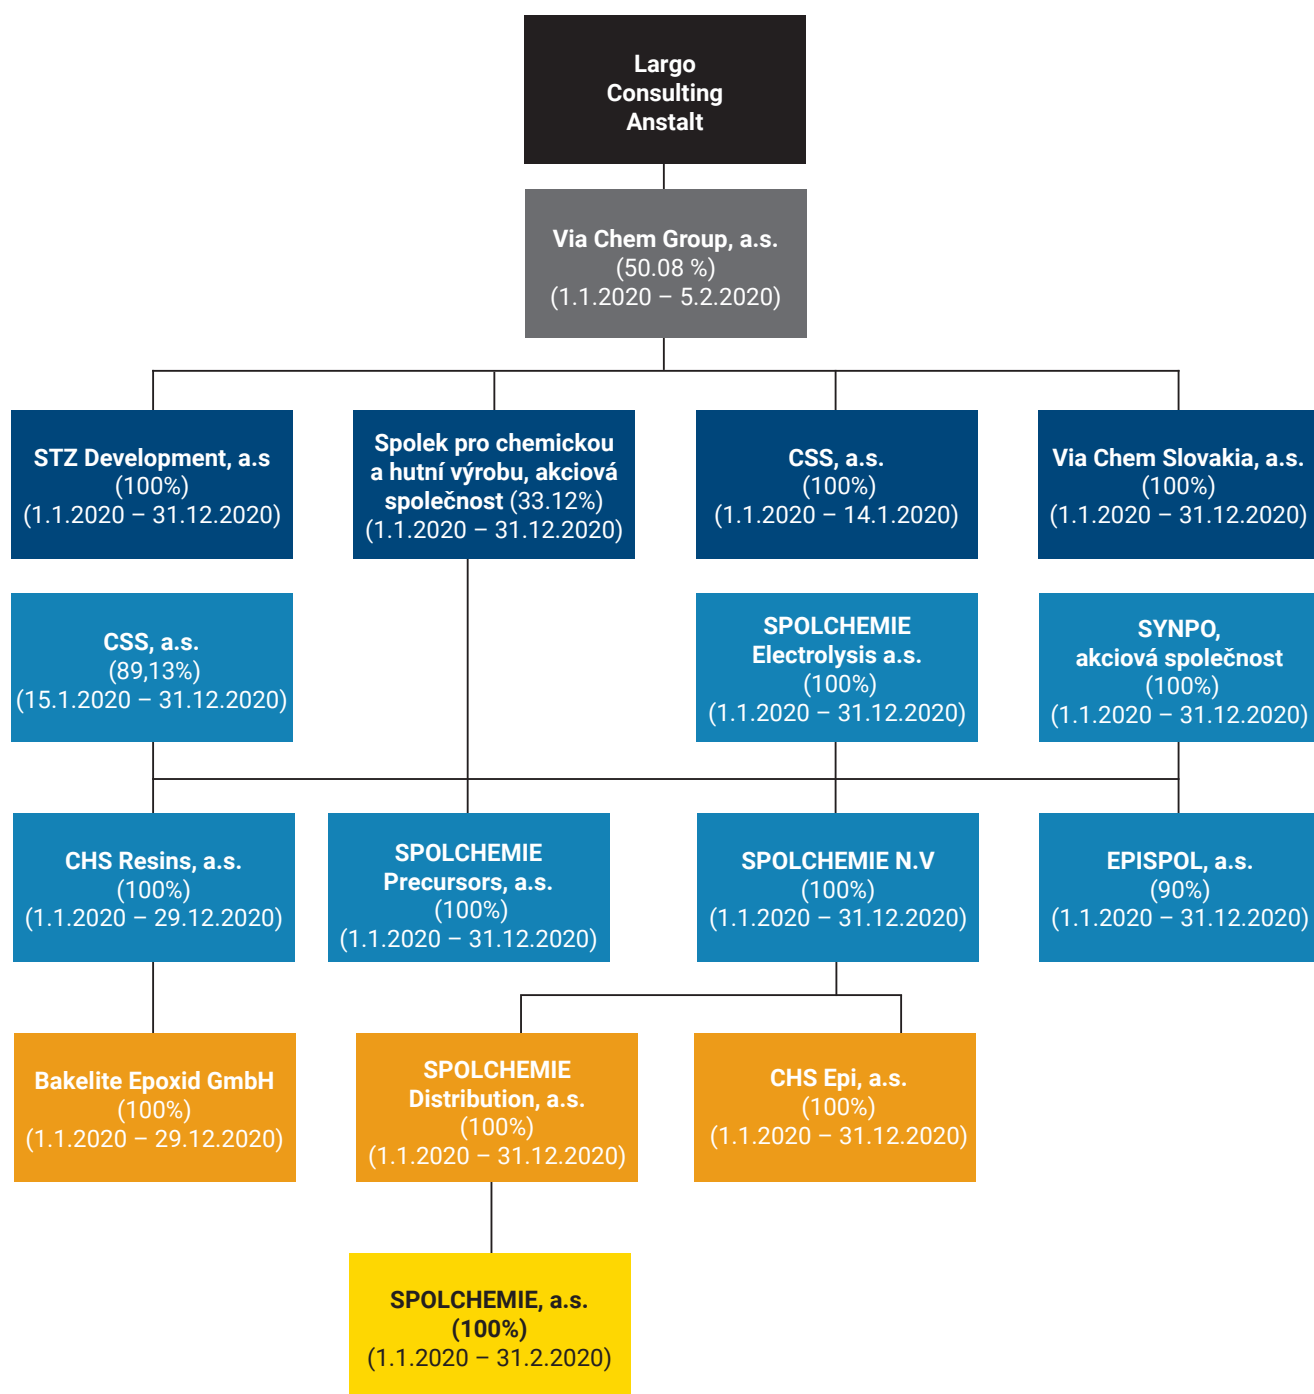 Largo
Consulting
Anstalt
Via Chem Group, a.s.
(50.08 %)
(1.1.2020 – 5.2.2020)
STZ Development, a.s
(100%)
(1.1.2020 – 31.12.2020)
Spolek pro chemickou
a hutní výrobu, akciová
společnost (33.12%)
(1.1.2020 – 31.12.2020)
CSS, a.s.
(100%)
(1.1.2020 – 14.1.2020)
Via Chem Slovakia, a.s.
(100%)
(1.1.2020 – 31.12.2020)
CSS, a.s.
(89,13%)
(15.1.2020 – 31.12.2020)
SPOLCHEMIE
Electrolysis a.s.
(100%)
(1.1.2020 – 31.12.2020)
SYNPO,
akciová společnost
(100%)
(1.1.2020 – 31.12.2020)
CHS Resins, a.s.
(100%)
(1.1.2020 – 29.12.2020)
SPOLCHEMIE
Precursors, a.s.
(100%)
(1.1.2020 – 31.12.2020)
SPOLCHEMIE N.V
(100%)
(1.1.2020 – 31.12.2020)
EPISPOL, a.s.
(90%)
(1.1.2020 – 31.12.2020)
Bakelite Epoxid GmbH
(100%)
(1.1.2020 – 29.12.2020)
SPOLCHEMIE
Distribution, a.s.
(100%)
(1.1.2020 – 31.12.2020)
CHS Epi, a.s.
(100%)
(1.1.2020 – 31.12.2020)
SPOLCHEMIE, a.s.
(100%)
(1.1.2020 – 31.2.2020)